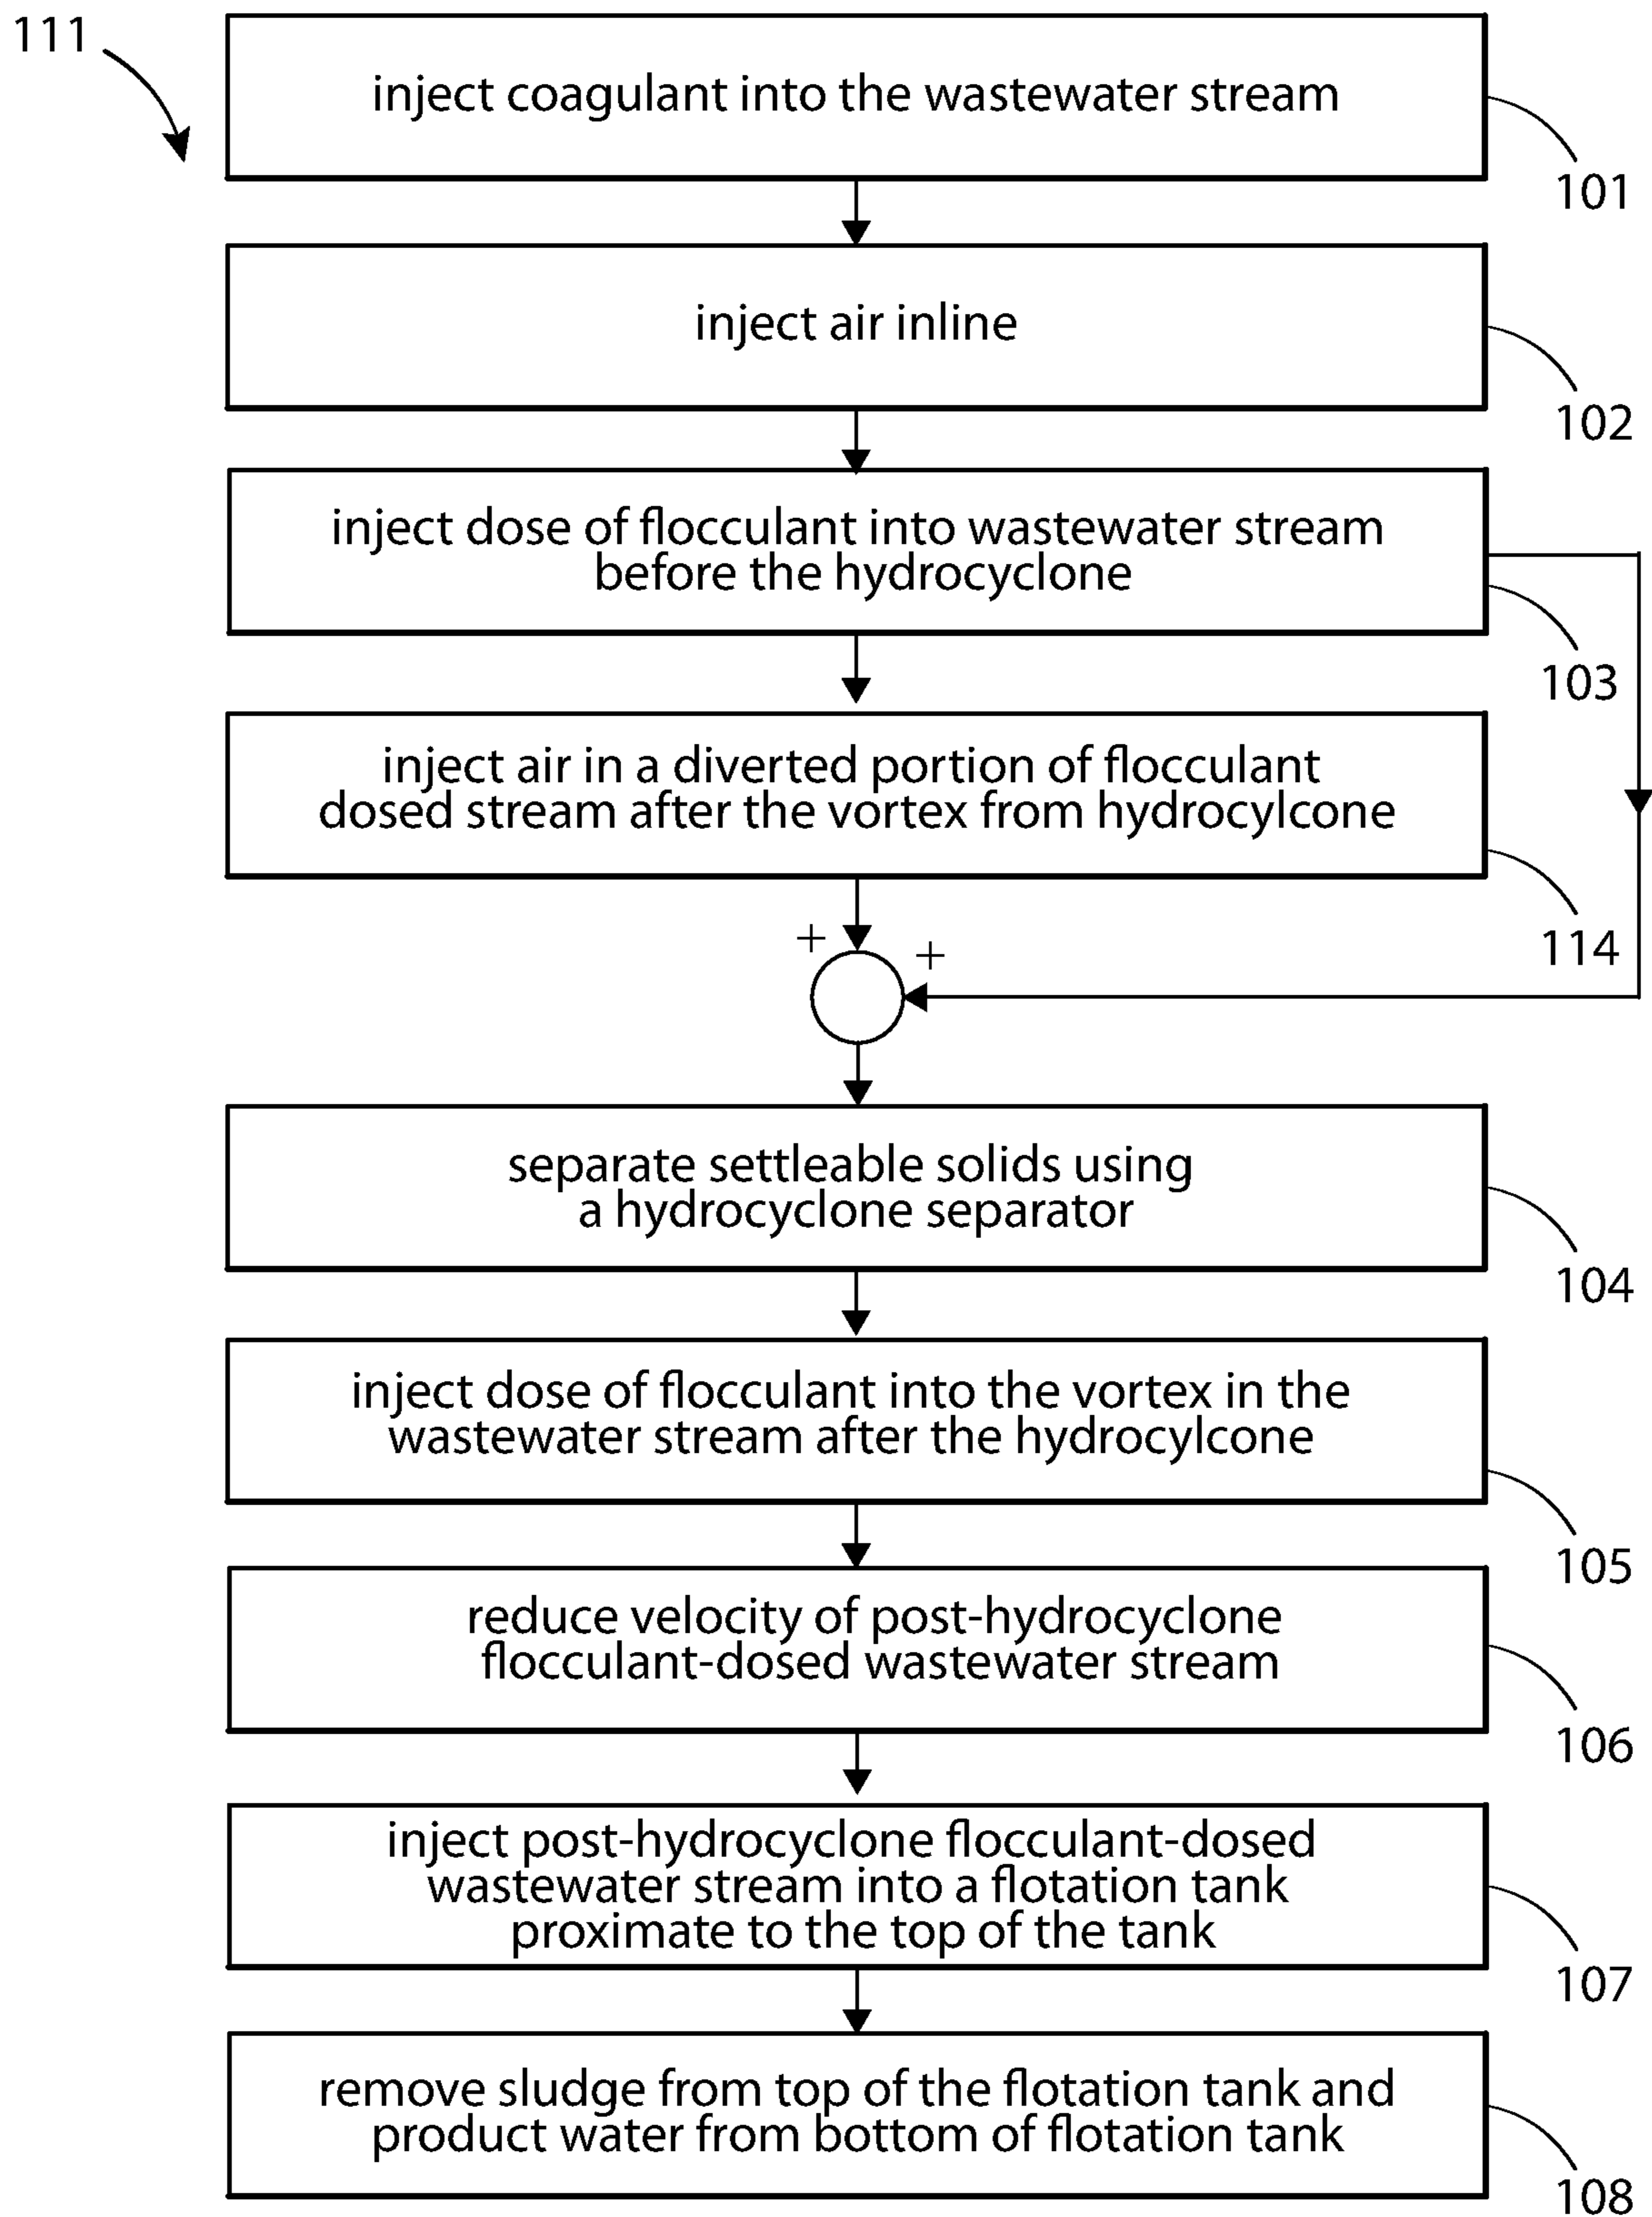 111
inject coagulant into the wastewater stream
101
inject air inline
102
inject dose of flocculant into wastewater stream
before the hydrocyclone
103
inject air in a diverted portion of flocculant
dosed stream after the vortex from hydrocylcone
114
+
+
separate settleable solids using
a hydrocyclone separator
104
inject dose of flocculant into the vortex in the
wastewater stream after the hydrocylcone
105
reduce velocity of post-hydrocyclone
flocculant-dosed wastewater stream
106
inject post-hydrocyclone flocculant-dosed
wastewater stream into a flotation tank
proximate to the top of the tank
107
remove sludge from top of the flotation tank and
product water from bottom of flotation tank
108